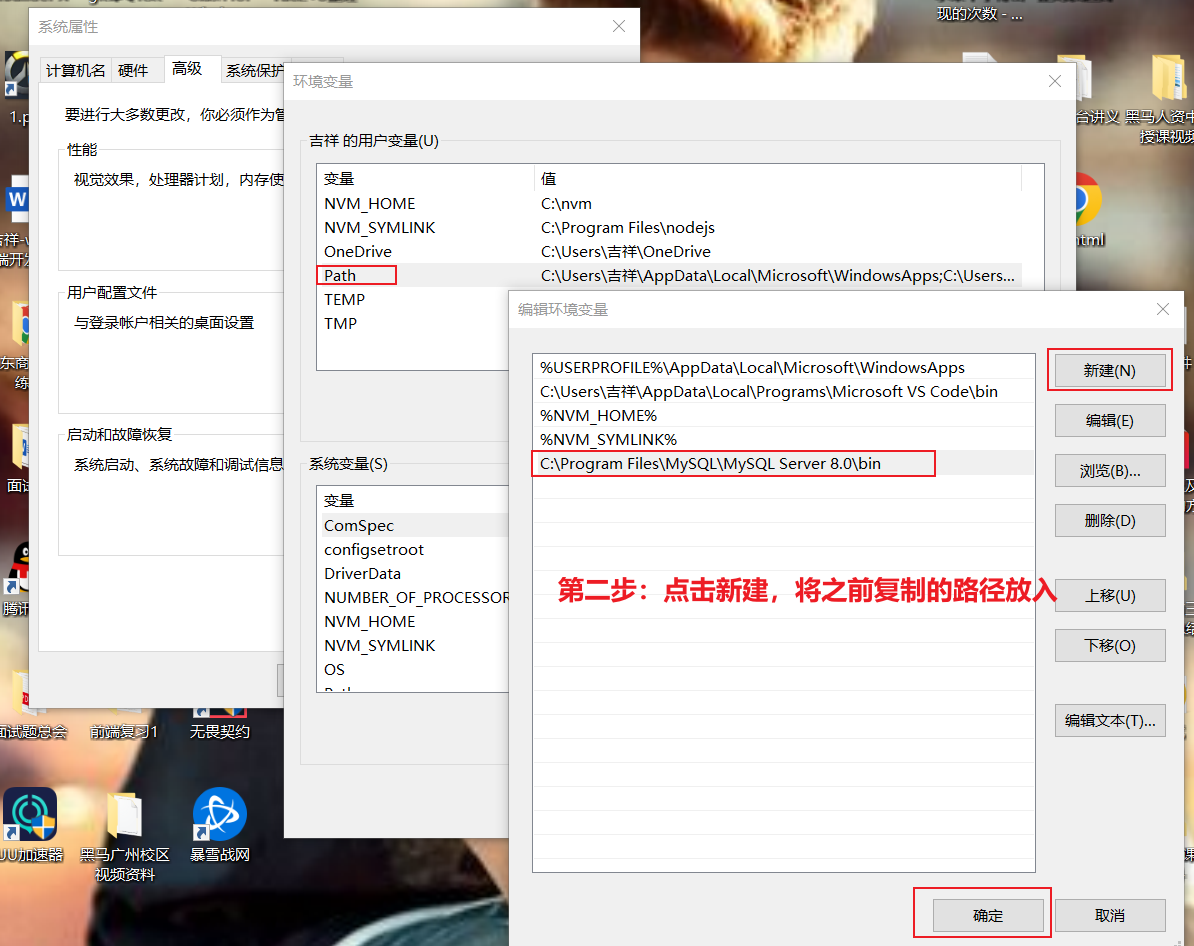 现的次数 - ...
系统属性
计算机名
硬件
高级
系统保护
1.p
要进行大多数更改，你必须作为管
性能
视觉效果，处理器计划，内存使
用户配置文件
与登录帐户相关的桌面设置
启动和故障恢复
系统启动、系统故障和调试信息
环境变量
吉祥 的用户变量(U)
变量 值
NVM_HOME C:\nvm
NVM_SYMLINK C:\Program Files\nodejs
OneDrive C:\Users\吉祥\OneDrive
Path C:\Users\吉祥\AppData\Local\Microsoft\WindowsApps;C:\Users...
TEMP
TMP
系统变量(S)
变量
ComSpec
configsetroot
DriverData
NUMBER_OF_PROCESSOR
NVM_HOME
NVM_SYMLINK
OS
Path
编辑环境变量
%USERPROFILE%\AppData\Local\Microsoft\WindowsApps
C:\Users\吉祥\AppData\Local\Programs\Microsoft VS Code\bin
%NVM_HOME%
%NVM_SYMLINK%
C:\Program Files\MySQL\MySQL Server 8.0\bin
第二步：点击新建，将之前复制的路径放入
新建(N)
编辑(E)
浏览(B)...
删除(D)
上移(U)
下移(O)
编辑文本(T)...
确定
取消
台讲义
黑马人资中
授课视频
html
W
吉祥-w
端开发
东商
练
面试
腾讯
面试题总会
前端复习1
无畏契约
UU加速器
黑马广州校区
视频资料
暴雪战网